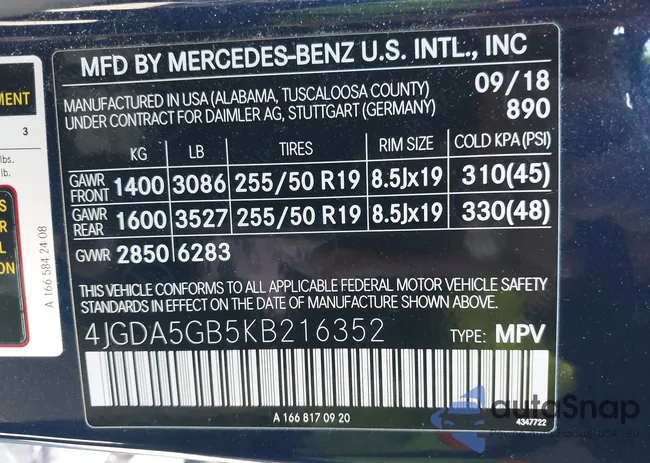 MENT
3
lbs.
lb.
S
ON
A 166 584 24 08
MFD BY MERCEDES-BENZ U.S. INTL., INC
MANUFACTURED IN USA (ALABAMA, TUSCALOOSA COUNTY) 09/18
UNDER CONTRACT FOR DAIMLER AG, STUTTGART (GERMANY) 890
KG LB TIRES RIM SIZE COLD KPA (PSI)
GAWR FRONT 1400 3086 255/50 R19 8.5Jx19 310(45)
GAWR REAR 1600 3527 255/50 R19 8.5Jx19 330(48)
GVWR 2850 6283
THIS VEHICLE CONFORMS TO ALL APPLICABLE FEDERAL MOTOR VEHICLE SAFETY
STANDARDS IN EFFECT ON THE DATE OF MANUFACTURE SHOWN ABOVE.
4JGDA5GB5KB216352 TYPE: MPV
A 166 817 09 20
4347722
autoSnap